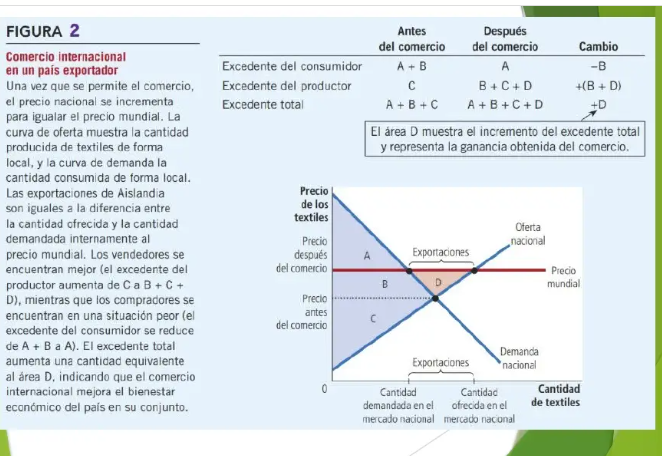 FIGURA 2
Comercio internacional
en un país exportador
Una vez que se permite el comercio,
el precio nacional se incrementa
para igualar el precio mundial. La
curva de oferta muestra la cantidad
producida de textiles de forma
local, y la curva de demanda la
cantidad consumida de forma local.
Las exportaciones de Aislandia
son iguales a la diferencia entre
la cantidad ofrecida y la cantidad
demandada internamente al
precio mundial. Los vendedores se
encuentran mejor (el excedente del
productor aumenta de C a B + C +
D), mientras que los compradores se
encuentran en una situación peor (el
excedente del consumidor se reduce
de A + B a A). El excedente total
aumenta una cantidad equivalente
al área D, indicando que el comercio
internacional mejora el bienestar
económico del país en su conjunto.
Antes del comercio Después del comercio Cambio
Excedente del consumidor A + B A –B
Excedente del productor C B + C + D +(B + D)
Excedente total A + B + C A + B + C + D +D
El área D muestra el incremento del excedente total
y representa la ganancia obtenida del comercio.
Precio
de los
textiles
Precio
después
del comercio
Precio
antes
del comercio
A
B
C
D
Exportaciones
Oferta
nacional
Precio
mundial
Demanda
nacional
Exportaciones
0
Cantidad
demandada en el
mercado nacional
Cantidad
ofrecida en el
mercado nacional
Cantidad
de textiles